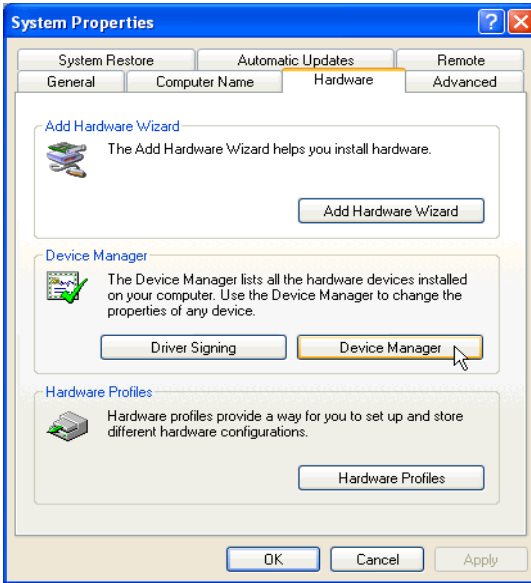 System Properties
System Restore Automatic Updates Remote
General Computer Name Hardware Advanced
Add Hardware Wizard
The Add Hardware Wizard helps you install hardware.
Add Hardware Wizard
Device Manager
The Device Manager lists all the hardware devices installed
on your computer. Use the Device Manager to change the
properties of any device.
Driver Signing Device Manager
Hardware Profiles
Hardware profiles provide a way for you to set up and store
different hardware configurations.
Hardware Profiles
OK Cancel Apply